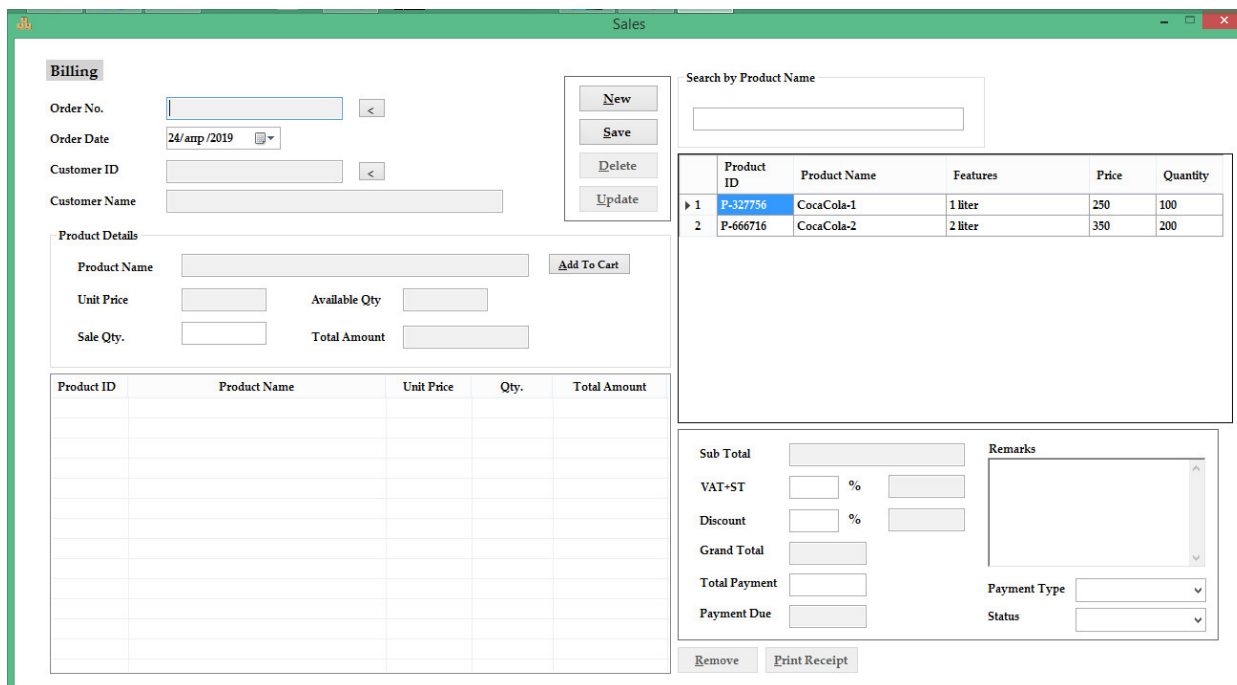 Sales
Billing
Order No.
<
Order Date
24/апр/2019
Customer ID
<
Customer Name
New
Save
Delete
Update
Product Details
Product Name
Add To Cart
Unit Price
Available Qty
Sale Qty.
Total Amount
Product ID Product Name Unit Price Qty. Total Amount
Search by Product Name
Product ID Product Name Features Price Quantity
1 P-327756 CocaCola-1 1 liter 250 100
2 P-666716 CocaCola-2 2 liter 350 200
Sub Total
VAT+ST %
Discount %
Grand Total
Total Payment
Payment Due
Remarks
Payment Type
Status
Remove Print Receipt